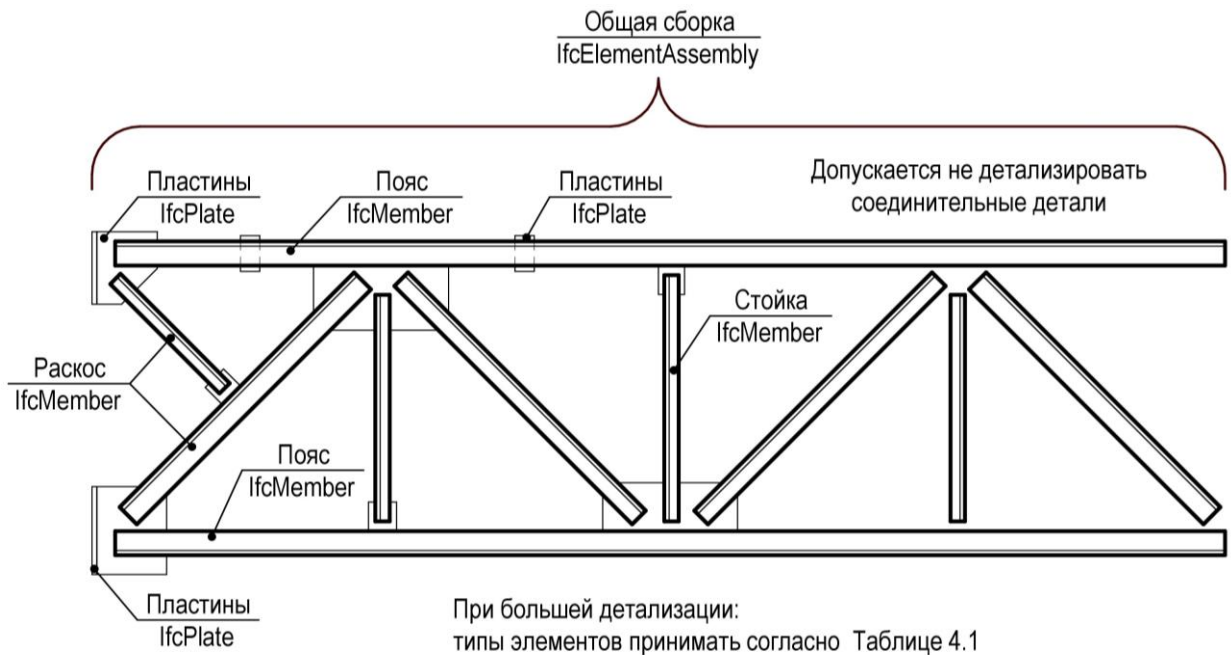 Общая сборка
IfcElementAssembly
Пластины
IfcPlate
Пояс
IfcMember
Пластины
IfcPlate
Допускается не детализировать
соединительные детали
Стойка
IfcMember
Раскос
IfcMember
Пояс
IfcMember
Пластины
IfcPlate
При большей детализации:
типы элементов принимать согласно Таблице 4.1